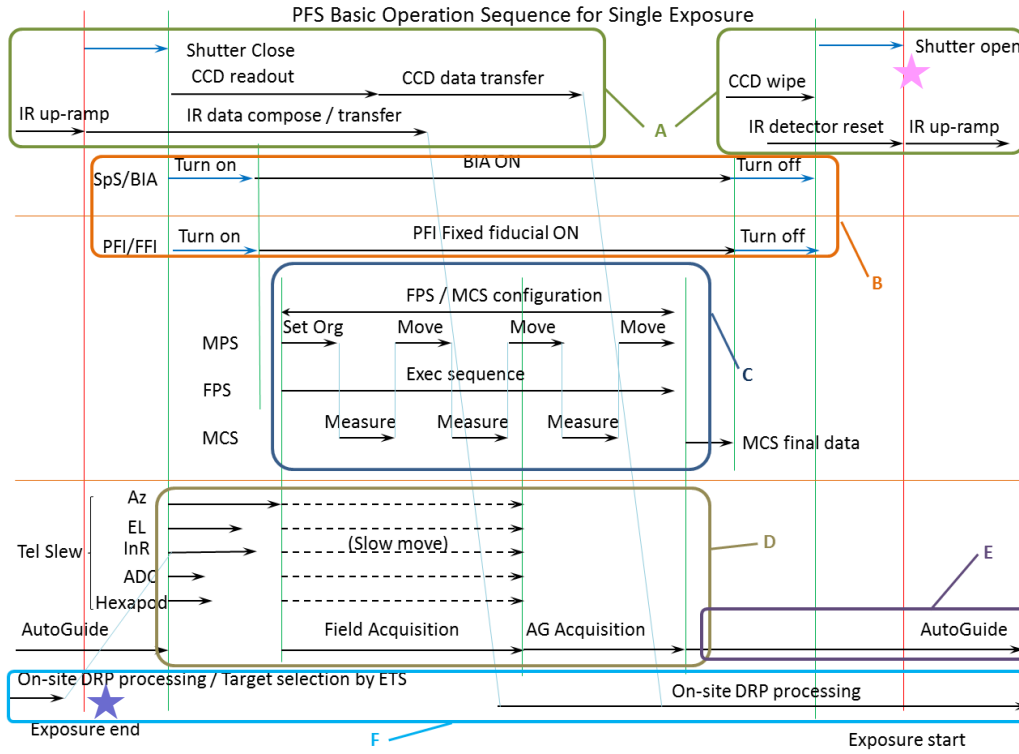 PFS Basic Operation Sequence for Single Exposure
Shutter Close
Shutter open
CCD readout
CCD data transfer
CCD wipe
IR up-ramp
IR data compose / transfer
A
IR detector reset
IR up-ramp
SpS/BIA
Turn on
BIA ON
Turn off
PFI/FFI
Turn on
PFI Fixed fiducial ON
Turn off
B
FPS / MCS configuration
MPS
Set Org
Move
Move
Move
C
FPS
Exec sequence
MCS
Measure
Measure
Measure
MCS final data
Tel Slew
Az
EL
InR
ADC
Hexapod
(Slow move)
D
E
AutoGuide
Field Acquisition
AG Acquisition
AutoGuide
On-site DRP processing / Target selection by ETS
On-site DRP processing
Exposure end
F
Exposure start